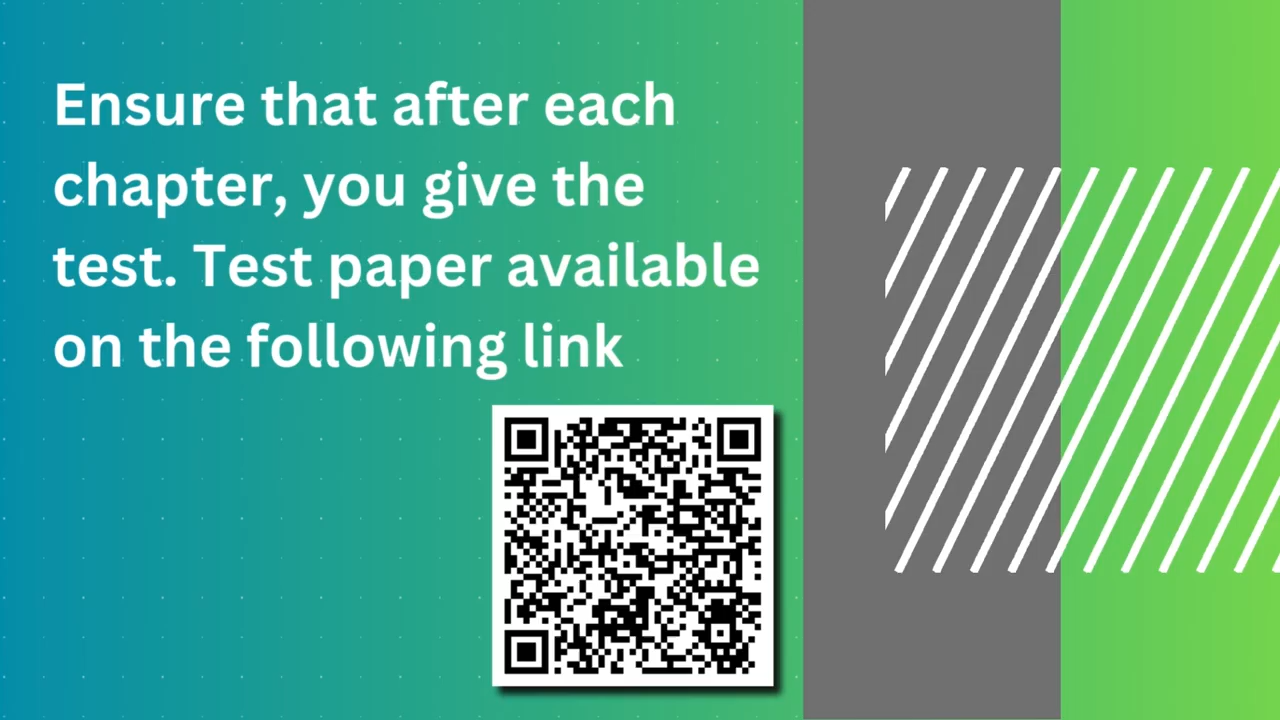 Ensure that after each
chapter, you give the
test. Test paper available
on the following link